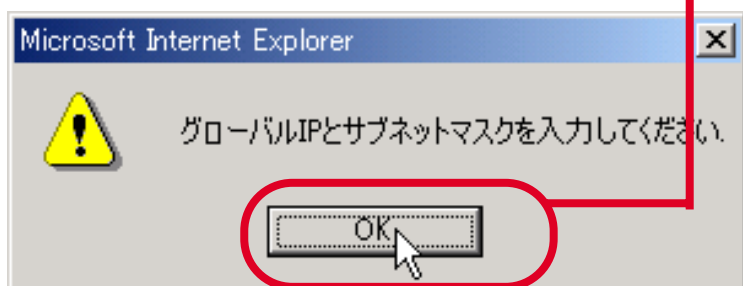 Microsoft Internet Explorer
グローバルIPとサブネットマスクを入力してください.
OK